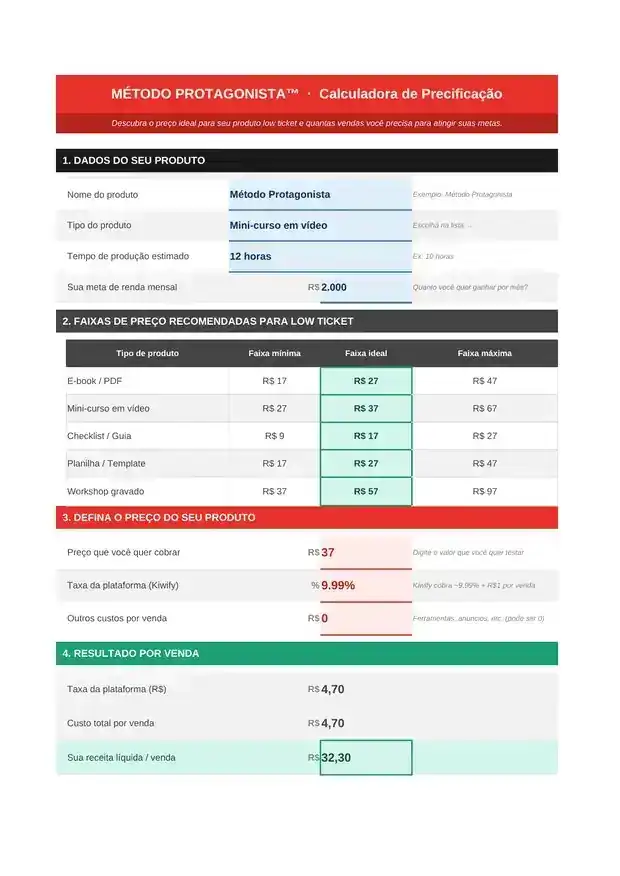 MÉTODO PROTAGONISTA™ · Calculadora de Precificação
Descubra o preço ideal para seu produto low ticket e quantas vendas você precisa para atingir suas metas.
1. DADOS DO SEU PRODUTO
Nome do produto Método Protagonista Exemplo: Método Protagonista
Tipo do produto Mini-curso em vídeo Escolha na lista
Tempo de produção estimado 12 horas Ex: 10 horas
Sua meta de renda mensal R$ 2.000 Quanto você quer ganhar por mês?
2. FAIXAS DE PREÇO RECOMENDADAS PARA LOW TICKET
Tipo de produto Faixa mínima Faixa ideal Faixa máxima
E-book / PDF R$ 17 R$ 27 R$ 47
Mini-curso em vídeo R$ 27 R$ 37 R$ 67
Checklist / Guia R$ 9 R$ 17 R$ 27
Planilha / Template R$ 17 R$ 27 R$ 47
Workshop gravado R$ 37 R$ 57 R$ 97
3. DEFINA O PREÇO DO SEU PRODUTO
Preço que você quer cobrar R$ 37 Digite o valor que você quer testar
Taxa da plataforma (Kiwify) % 9.99% Kiwify cobra ~9.99% + R$1 por venda
Outros custos por venda R$ 0 Ferramentas, anúncios, etc. (pode ser 0)
4. RESULTADO POR VENDA
Taxa da plataforma (R$) R$ 4,70
Custo total por venda R$ 4,70
Sua receita líquida / venda R$ 32,30